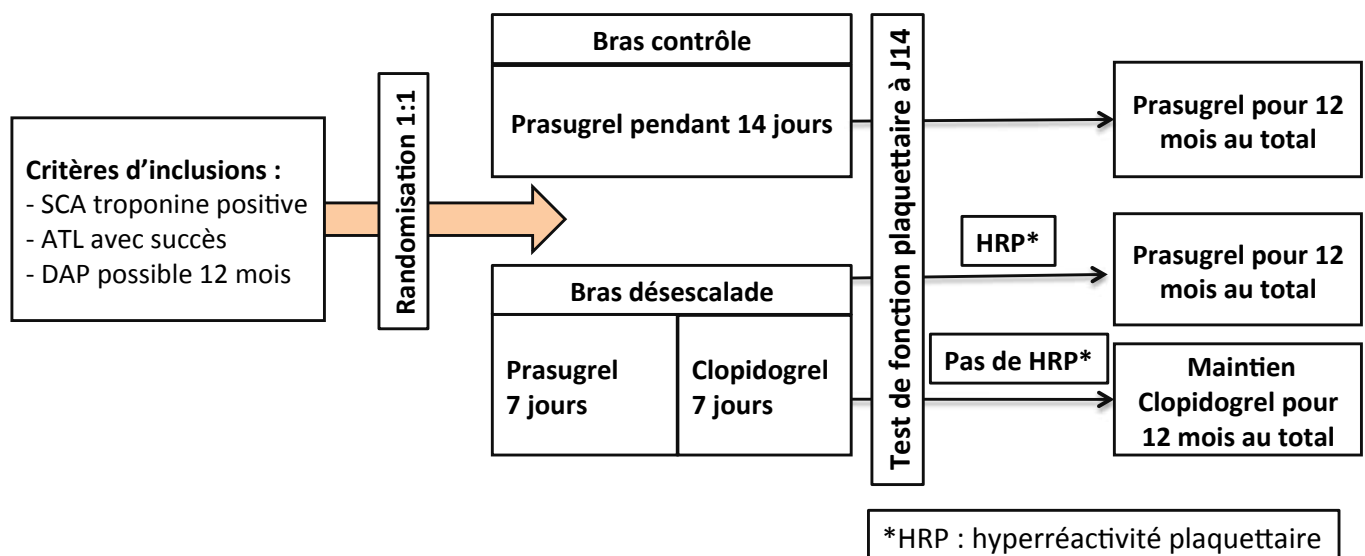 Critères d'inclusions :
- SCA troponine positive
- ATL avec succès
- DAP possible 12 mois
Randomisation 1:1
Bras contrôle
Prasugrel pendant 14 jours
Bras désescalade
Prasugrel
7 jours
Clopidogrel
7 jours
Test de fonction plaquettaire à J14
HRP*
Pas de HRP*
Prasugrel pour 12
mois au total
Prasugrel pour 12
mois au total
Maintien
Clopidogrel pour
12 mois au total
*HRP : hyperréactivité plaquettaire